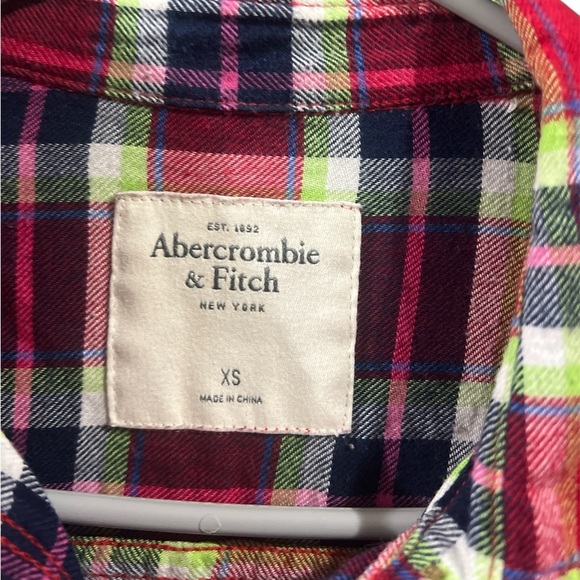 EST. 1892
Abercrombie
& Fitch
NEW YORK
XS
MADE IN CHINA